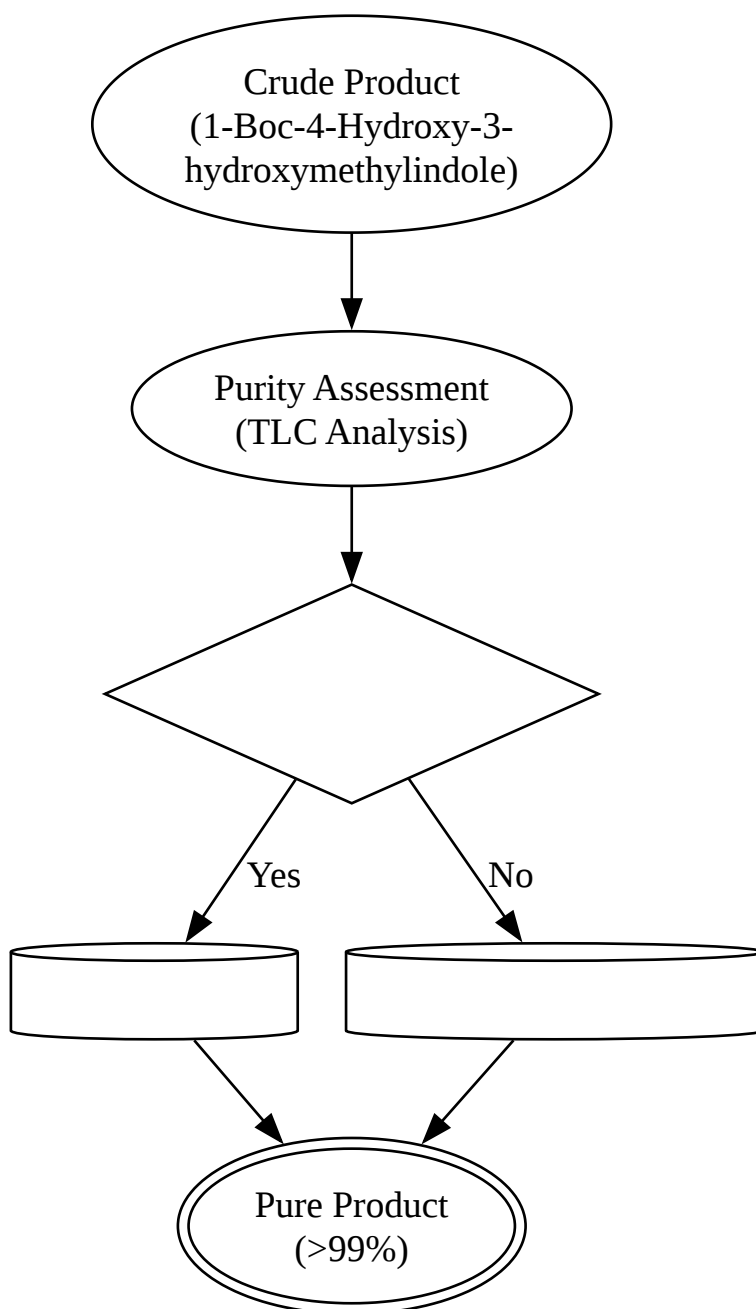 Crude Product
(1-Boc-4-Hydroxy-3-
hydroxymethylindole)
Purity Assessment
(TLC Analysis)
Yes
No
Pure Product
(>99%)